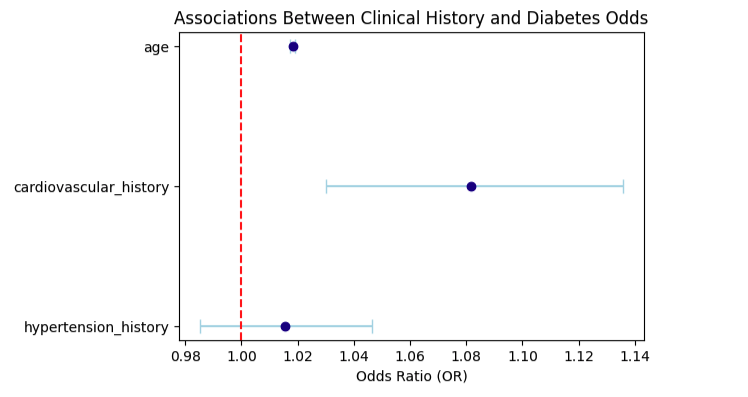 Associations Between Clinical History and Diabetes Odds
age
cardiovascular_history
hypertension_history
0.98 1.00 1.02 1.04 1.06 1.08 1.10 1.12 1.14
Odds Ratio (OR)